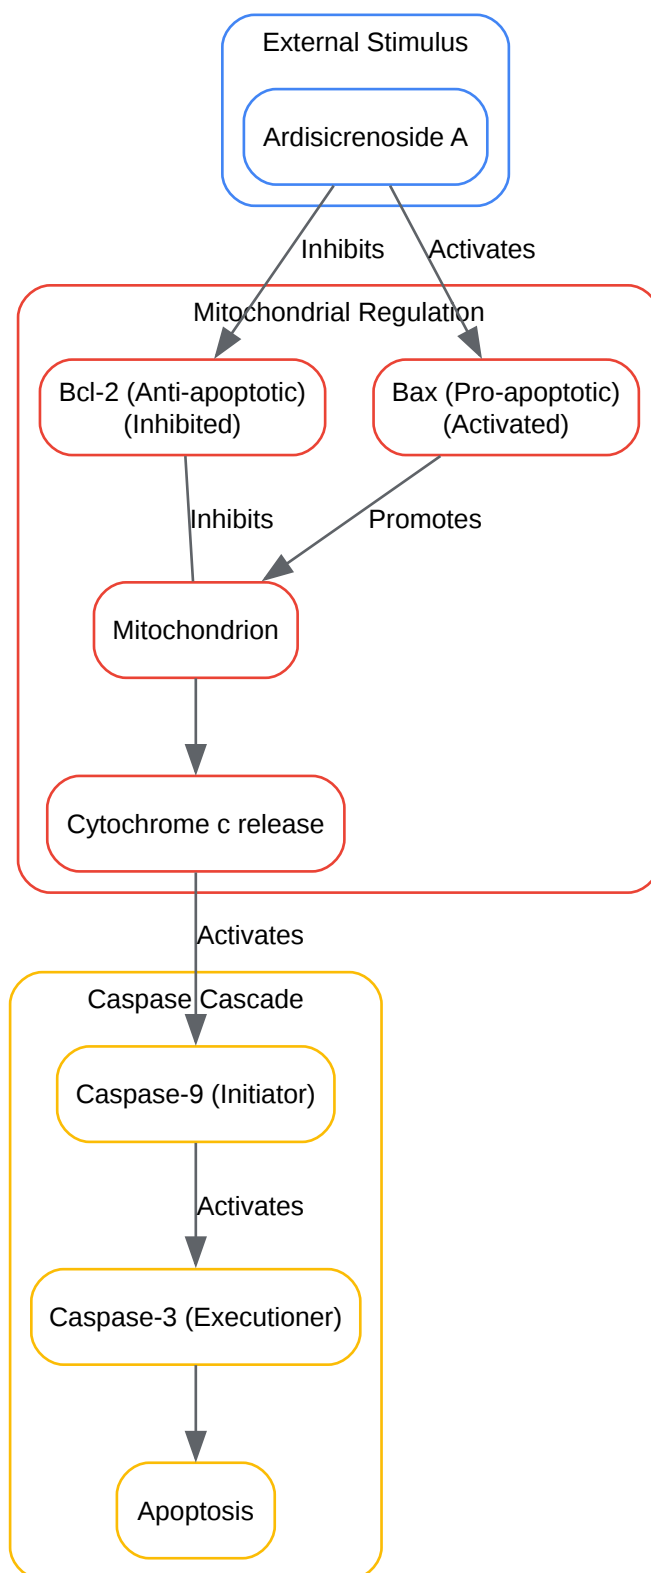 External Stimulus
Ardisicrenoside A
Inhibits
Activates
Mitochondrial Regulation
Bcl-2 (Anti-apoptotic)
(Inhibited)
Bax (Pro-apoptotic)
(Activated)
Inhibits
Promotes
Mitochondrion
Cytochrome c release
Activates
Caspase Cascade
Caspase-9 (Initiator)
Activates
Caspase-3 (Executioner)
Apoptosis